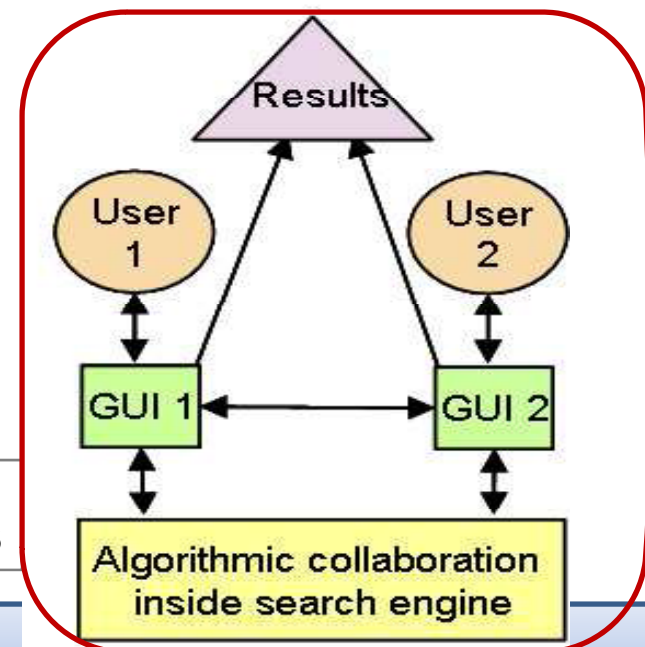 Results
User
1
User
2
GUI 1
GUI 2
Algorithmic collaboration
inside search engine